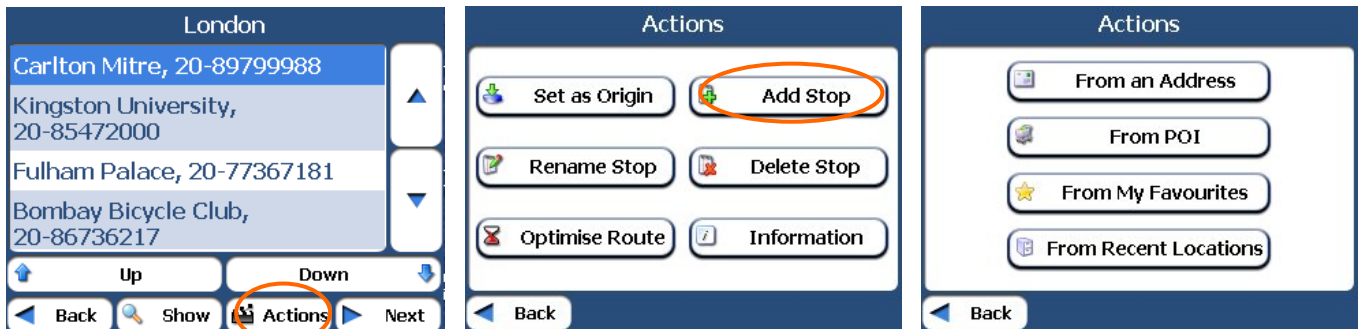 London
Carlton Mitre, 20-89799988
Kingston University,
20-85472000
Fulham Palace, 20-77367181
Bombay Bicycle Club,
20-86736217
Up Down
Back Show Actions Next
Actions
Set as Origin Add Stop
Rename Stop Delete Stop
Optimise Route Information
Back
Actions
From an Address
From POI
From My Favourites
From Recent Locations
Back